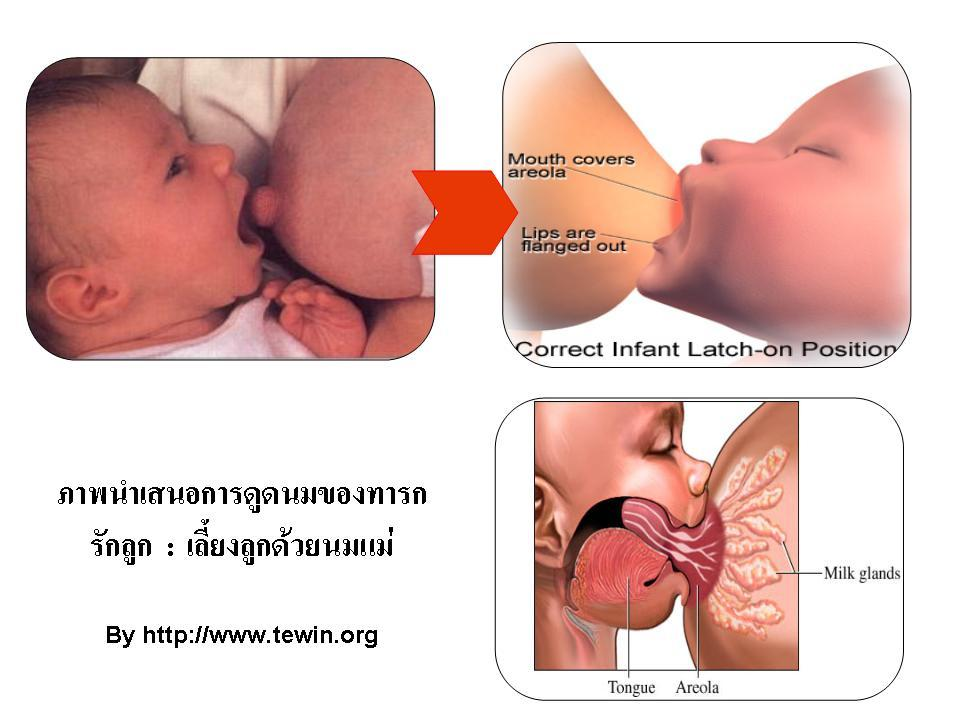 Mouth covers
areola
Lips are
flanged out
Correct Infant Latch-on Position
ภาพนำเสนอการดูดนมของทารก
รักลูก : เลี้ยงลูกด้วยนมแม่
By http://www.tewin.org
Milk glands
Tongue Areola